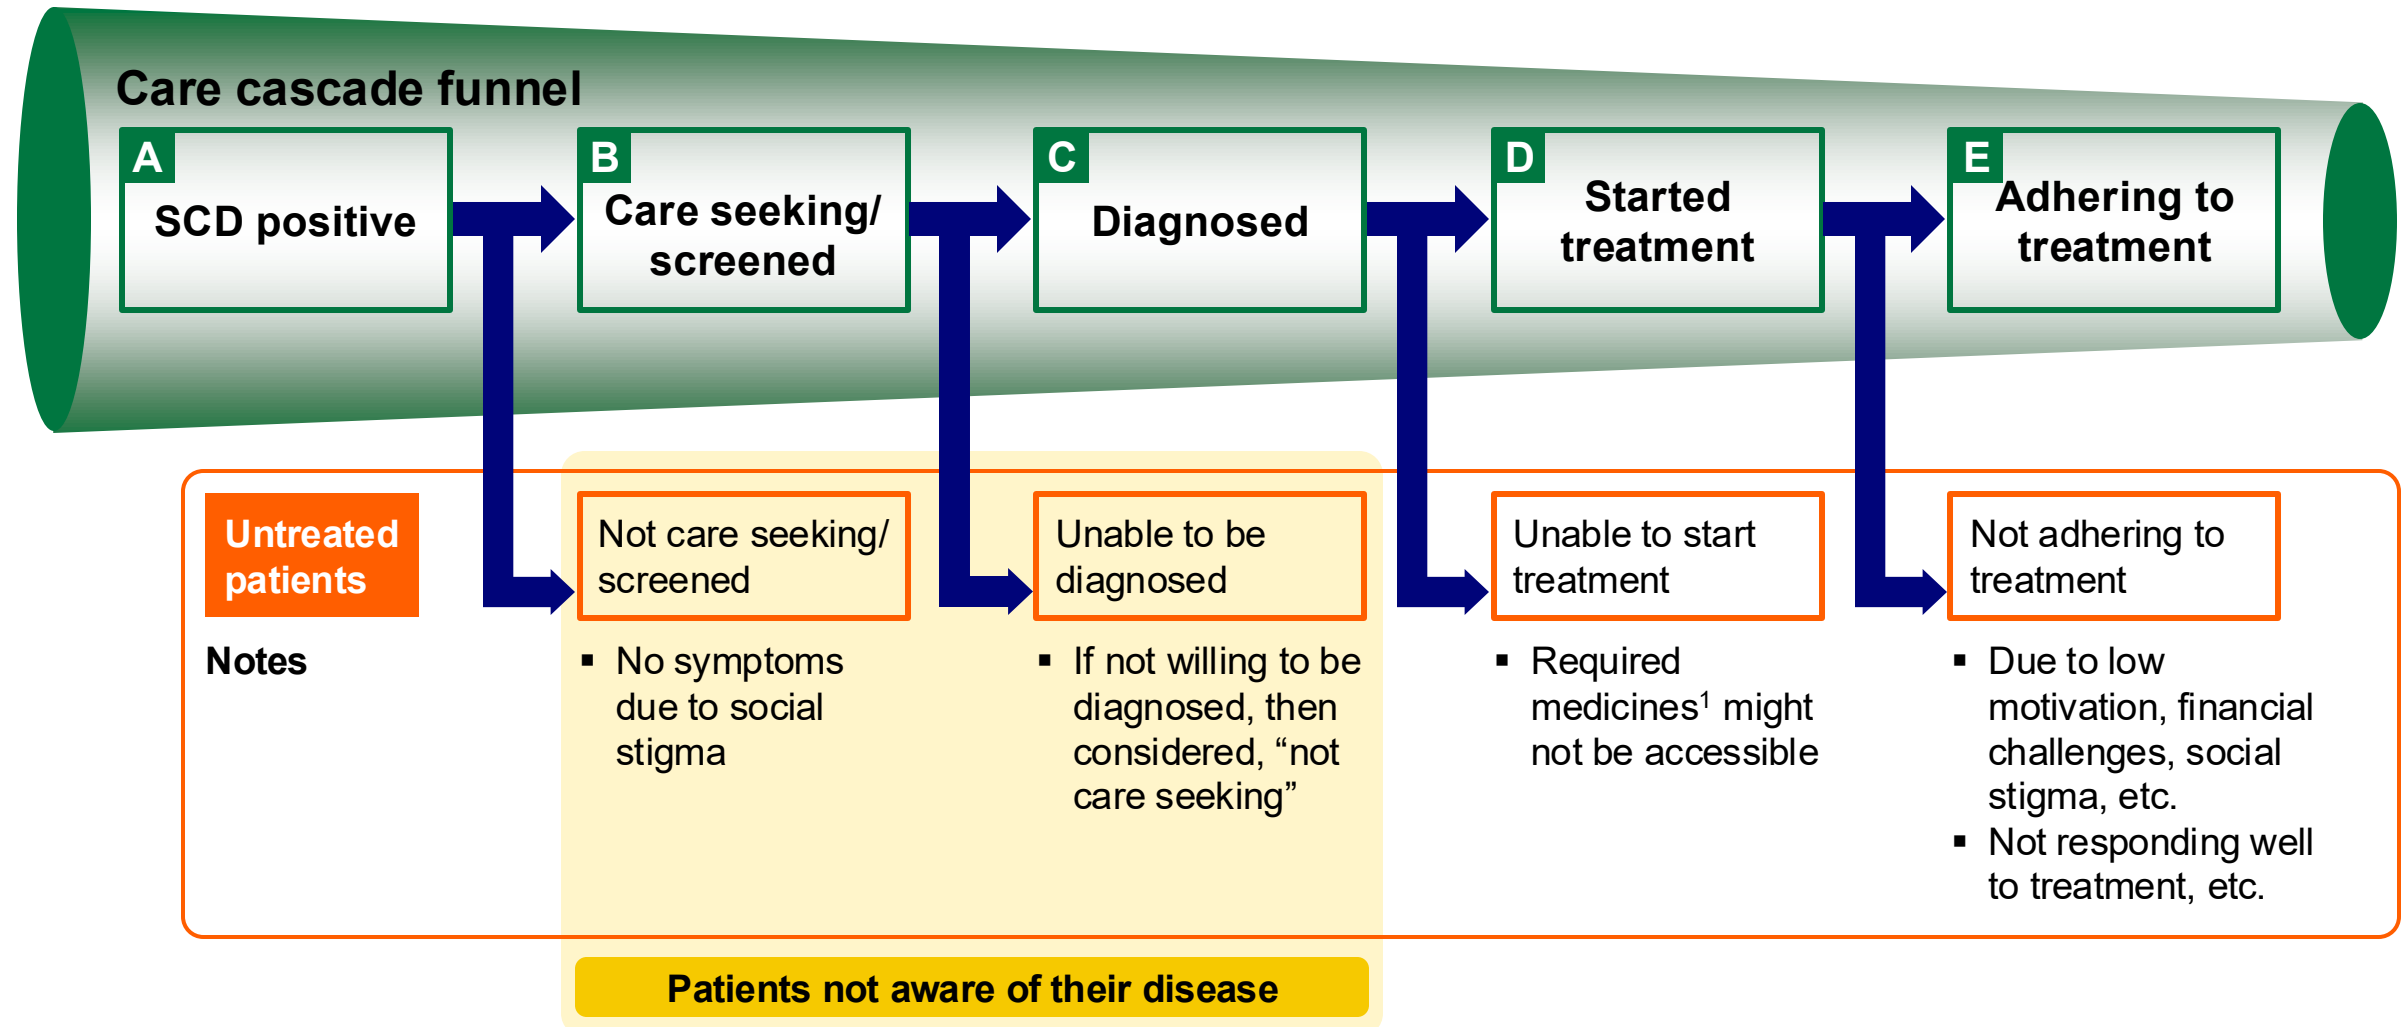 Care cascade funnel
A
SCD positive
B
Care seeking/
screened
C
Diagnosed
D
Started
treatment
E
Adhering to
treatment
Untreated
patients
Not care seeking/
screened
Unable to be
diagnosed
Unable to start
treatment
Not adhering to
treatment
Notes
▪ No symptoms
due to social
stigma
▪ If not willing to be
diagnosed, then
considered, “not
care seeking”
▪ Required
medicines¹ might
not be accessible
▪ Due to low
motivation, financial
challenges, social
stigma, etc.
▪ Not responding well
to treatment, etc.
Patients not aware of their disease